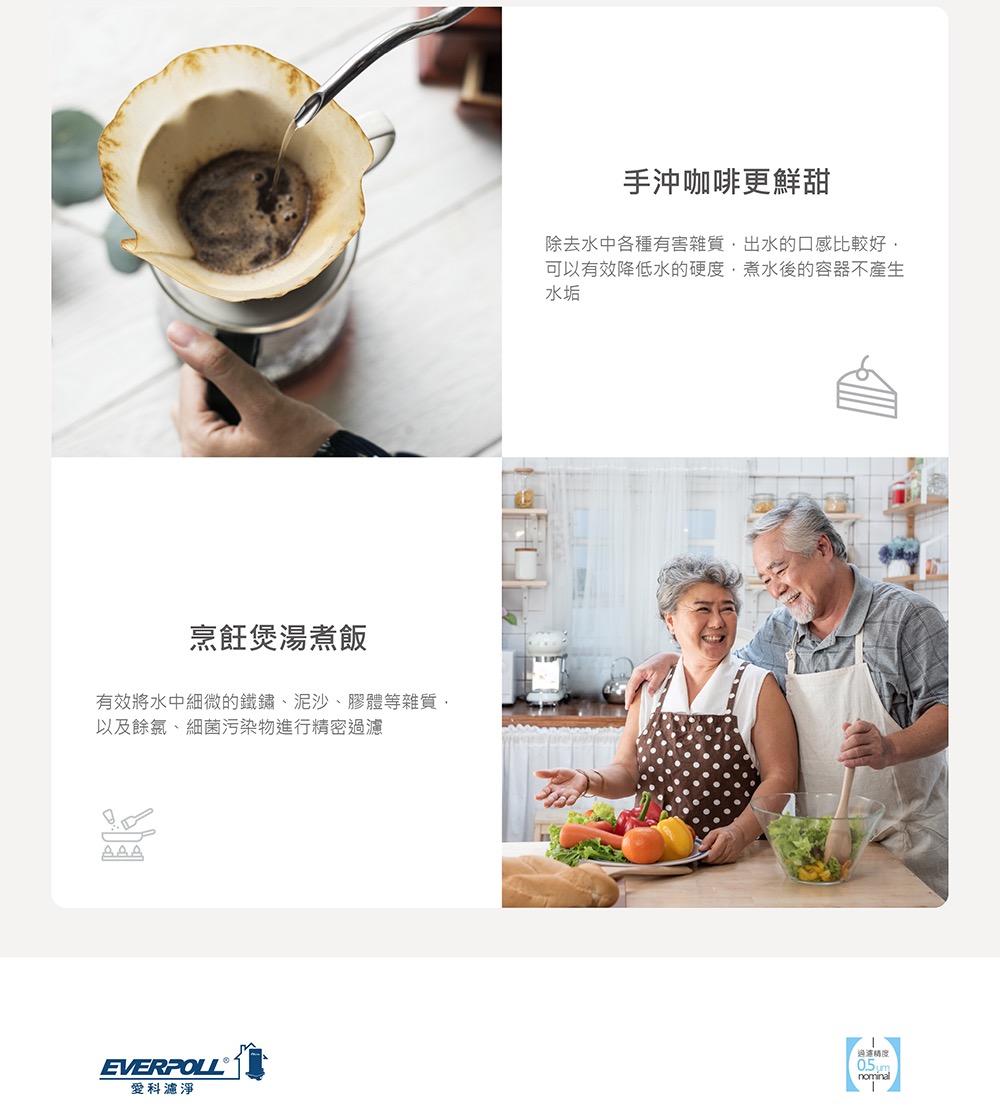 手沖咖啡更鮮甜
除去水中各種有害雜質，出水的口感比較好，
可以有效降低水的硬度，煮水後的容器不產生
水垢
烹飪煲湯煮飯
有效將水中細微的鐵鏽、泥沙、膠體等雜質，
以及餘氯、細菌污染物進行精密過濾
EVERPOLL®
愛科濾淨
過濾精度
0.5μm
nominal